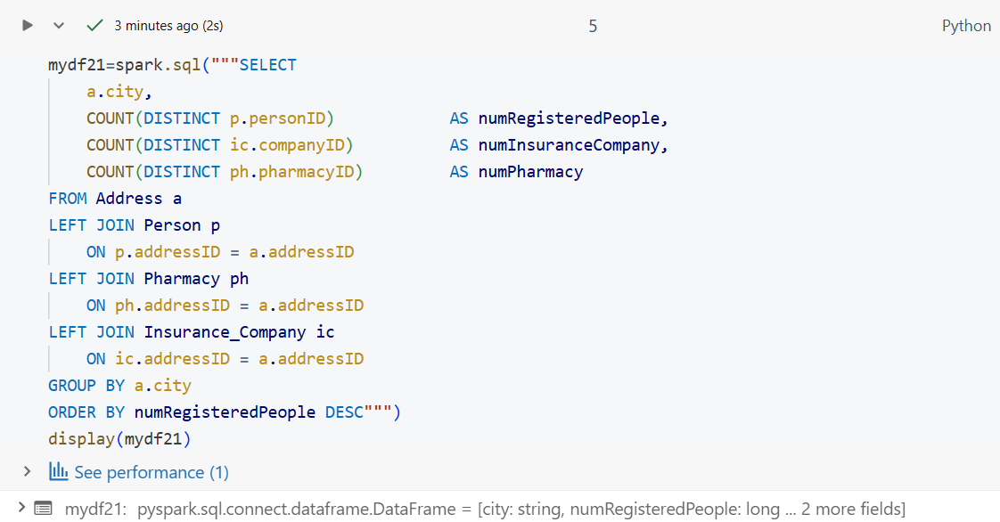 3 minutes ago (2s) 5 Python
mydf21=spark.sql("""SELECT
a.city,
COUNT(DISTINCT p.personID) AS numRegisteredPeople,
COUNT(DISTINCT ic.companyID) AS numInsuranceCompany,
COUNT(DISTINCT ph.pharmacyID) AS numPharmacy
FROM Address a
LEFT JOIN Person p
ON p.addressID = a.addressID
LEFT JOIN Pharmacy ph
ON ph.addressID = a.addressID
LEFT JOIN Insurance_Company ic
ON ic.addressID = a.addressID
GROUP BY a.city
ORDER BY numRegisteredPeople DESC""")
display(mydf21)
See performance (1)
mydf21: pyspark.sql.connect.dataframe.DataFrame = [city: string, numRegisteredPeople: long ... 2 more fields]